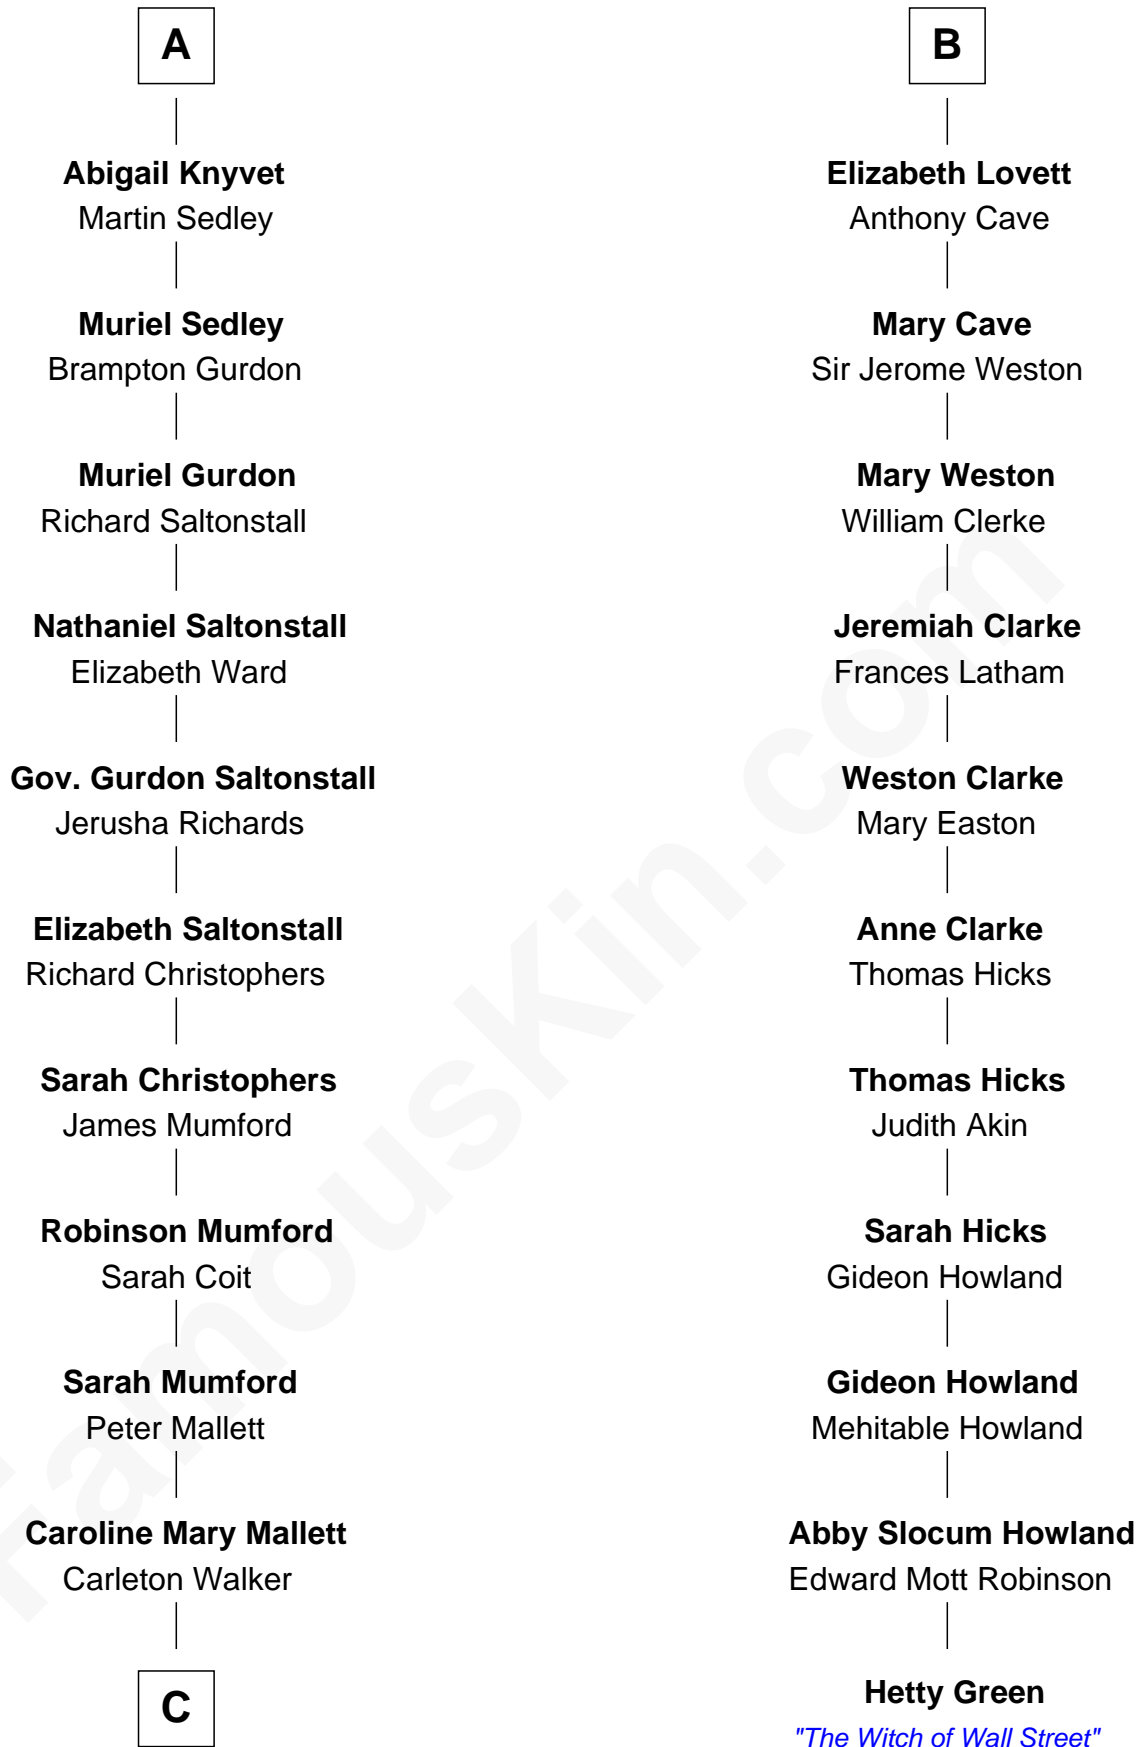 A
Abigail Knyvet
Martin Sedley
Muriel Sedley
Brampton Gurdon
Muriel Gurdon
Richard Saltonstall
Nathaniel Saltonstall
Elizabeth Ward
Gov. Gurdon Saltonstall
Jerusha Richards
Elizabeth Saltonstall
Richard Christophers
Sarah Christophers
James Mumford
Robinson Mumford
Sarah Coit
Sarah Mumford
Peter Mallett
Caroline Mary Mallett
Carleton Walker
C
B
Elizabeth Lovett
Anthony Cave
Mary Cave
Sir Jerome Weston
Mary Weston
William Clerke
Jeremiah Clarke
Frances Latham
Weston Clarke
Mary Easton
Anne Clarke
Thomas Hicks
Thomas Hicks
Judith Akin
Sarah Hicks
Gideon Howland
Gideon Howland
Mehitable Howland
Abby Slocum Howland
Edward Mott Robinson
Hetty Green
"The Witch of Wall Street"
FamousKin.com